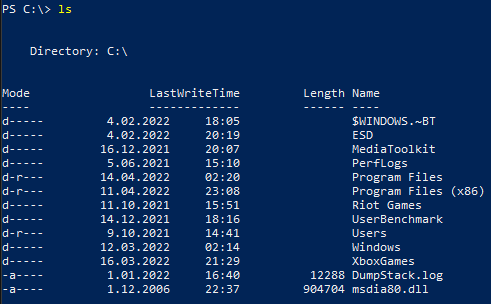 PS C:\> ls
Directory: C:\
Mode LastWriteTime Length Name
---- ------------- ------ ----
d----- 4.02.2022 18:05 $WINDOWS.~BT
d----- 4.02.2022 20:19 ESD
d----- 16.12.2021 20:07 MediaToolkit
d----- 5.06.2021 15:10 PerfLogs
d-r--- 14.04.2022 02:20 Program Files
d-r--- 11.04.2022 23:08 Program Files (x86)
d----- 11.10.2021 15:51 Riot Games
d----- 14.12.2021 18:16 UserBenchmark
d-r--- 9.10.2021 14:41 Users
d----- 12.03.2022 02:14 Windows
d----- 16.03.2022 21:29 XboxGames
-a---- 1.01.2022 16:40 12288 DumpStack.log
-a---- 1.12.2006 22:37 904704 msdia80.dll